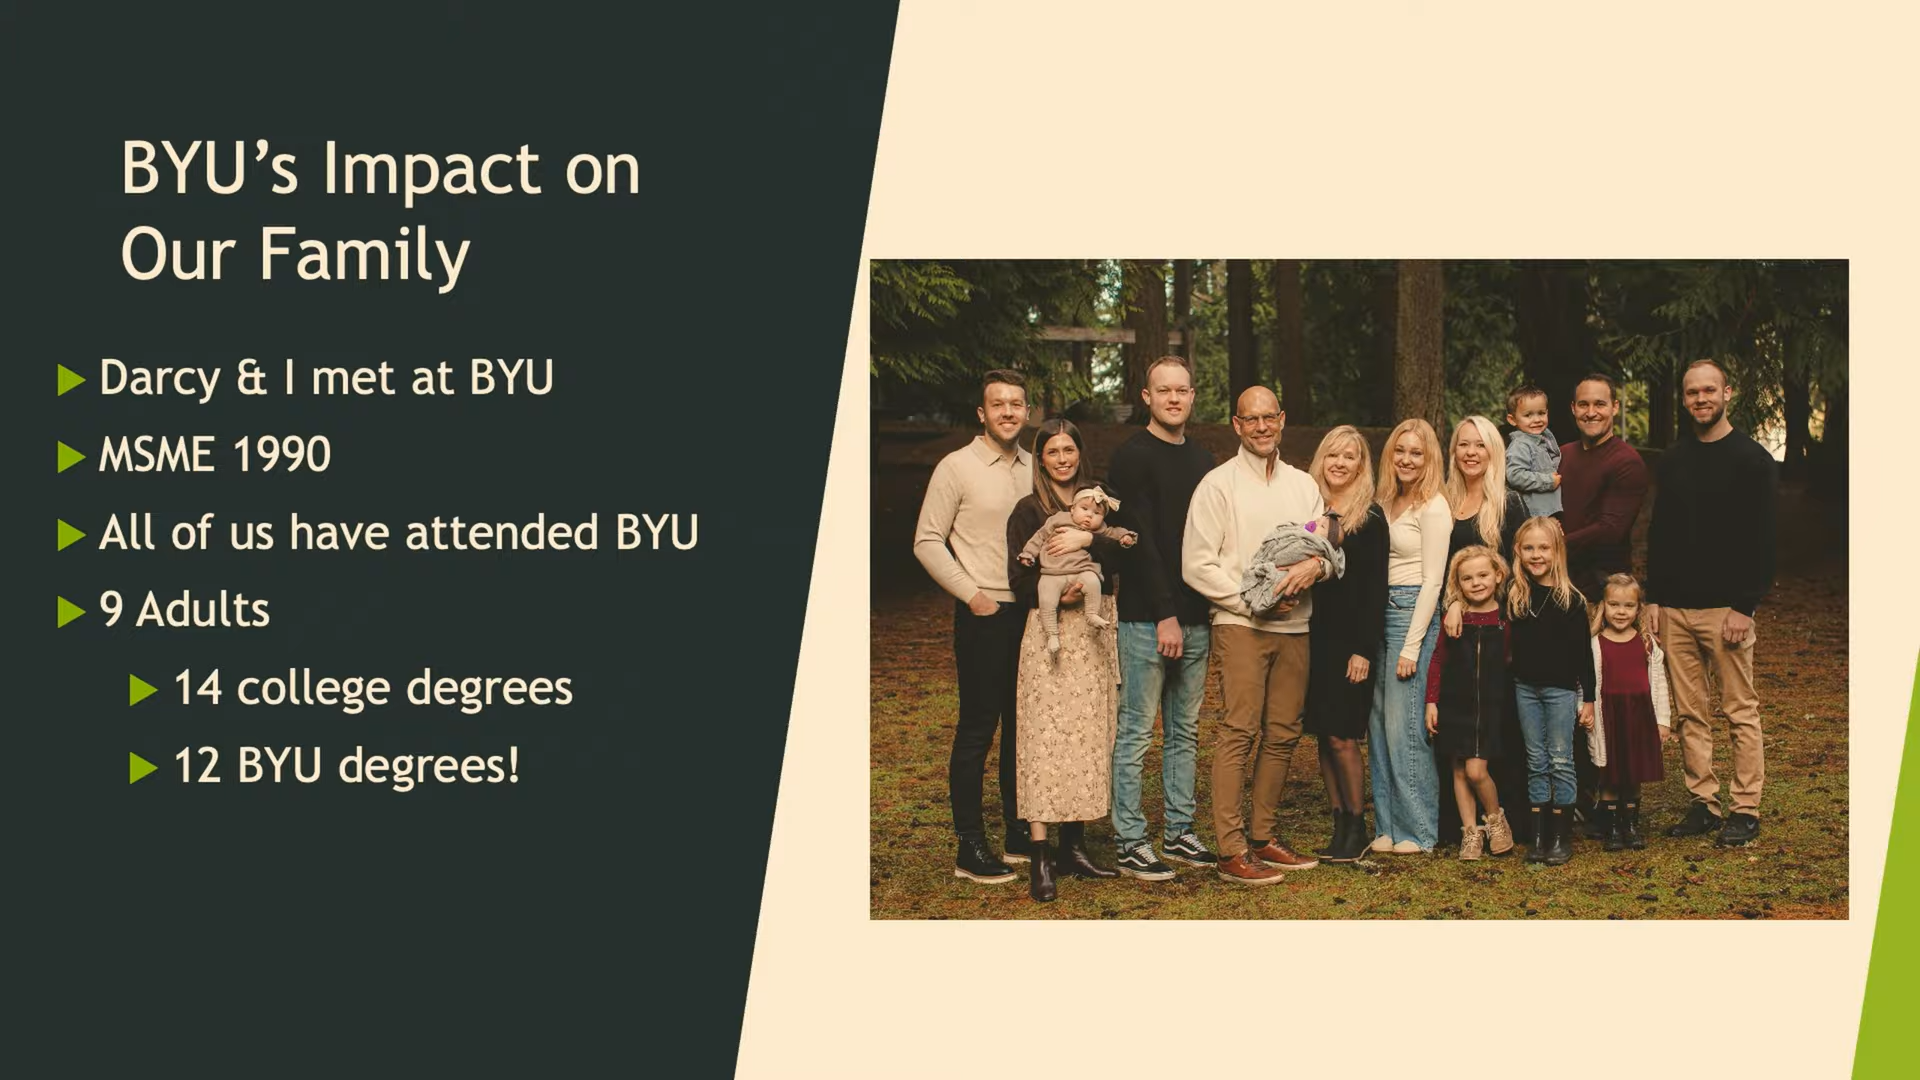 BYU’s Impact on
Our Family
Darcy & I met at BYU
MSME 1990
All of us have attended BYU
9 Adults
14 college degrees
12 BYU degrees!